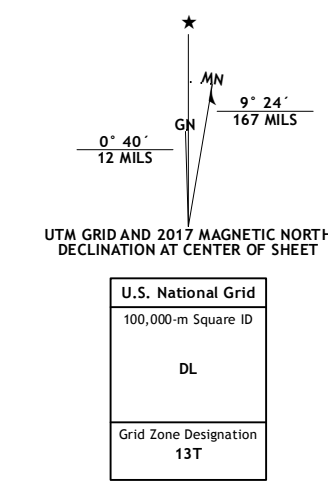 ★
MN
9° 24´
167 MILS
GN
0° 40´
12 MILS
UTM GRID AND 2017 MAGNETIC NORTH
DECLINATION AT CENTER OF SHEET
U.S. National Grid
100,000-m Square ID
DL
Grid Zone Designation
13T